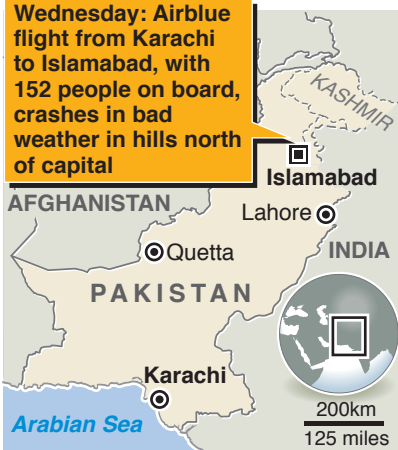 Wednesday: Airblue
flight from Karachi
to Islamabad, with
152 people on board,
crashes in bad
weather in hills north
of capital
KASHMIR
Islamabad
AFGHANISTAN
Lahore
Quetta
INDIA
PAKISTAN
Karachi
Arabian Sea
200km
125 miles